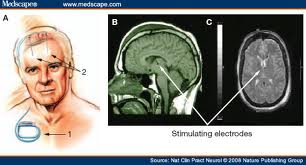 Medscape® www.medscape.com
A
B
C
2
1
Stimulating electrodes
Source: Nat Clin Pract Neurol © 2008 Nature Publishing Group